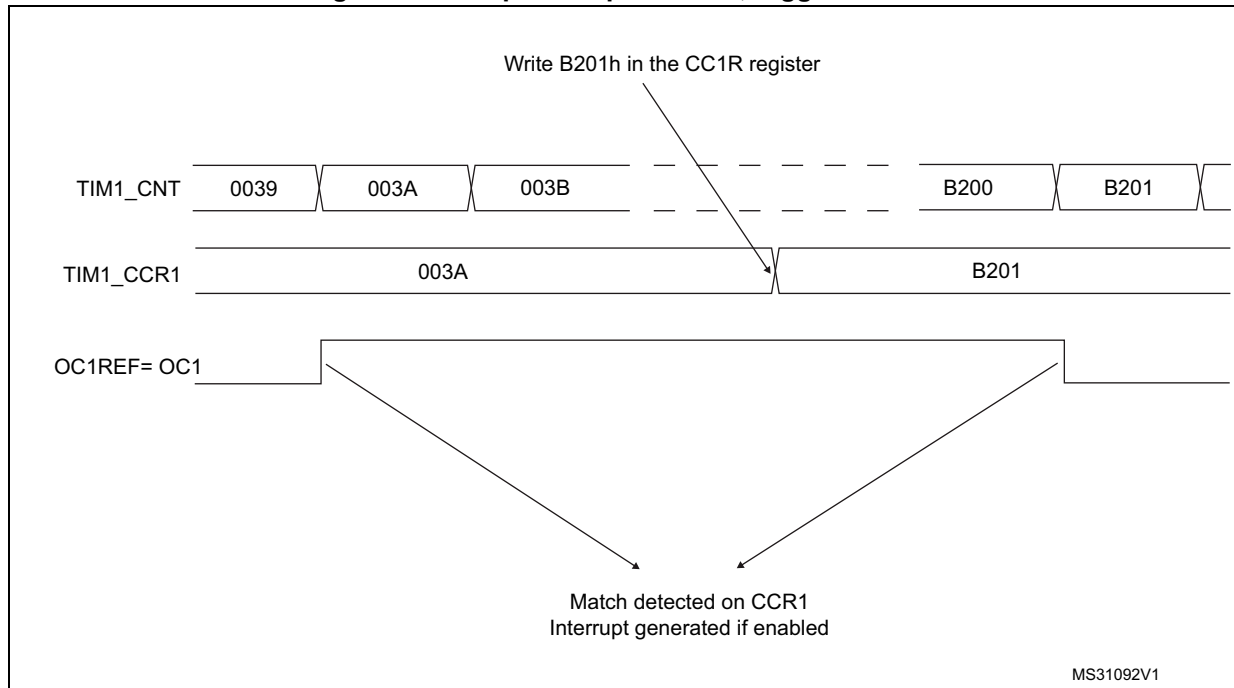 Write B201h in the CC1R register
TIM1_CNT 0039 003A 003B B200 B201
TIM1_CCR1 003A B201
OC1REF= OC1
Match detected on CCR1
Interrupt generated if enabled
MS31092V1